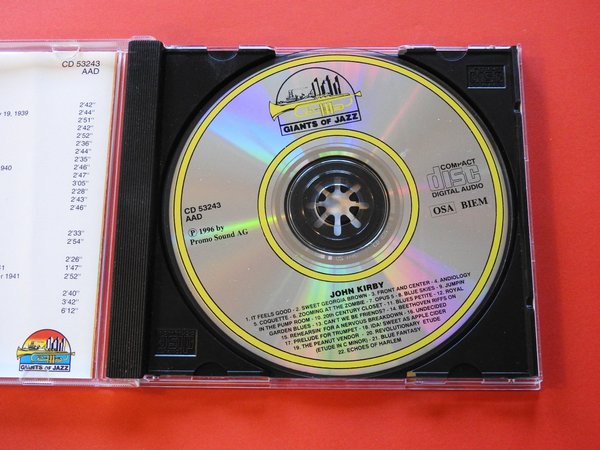 CD 53243
AAD
r 19, 1939
2'42"
2'44"
2'51"
2'42"
2'52"
2'36"
2'44"
2'35"
940
2'46"
2'47"
3'05"
2'28"
2'43"
2'46"
2'33"
2'54"
2'26"
41
1'47"
r 1941
2'52"
2'40"
3'42"
6'12"
GIANTS OF JAZZ
GIANTS OF JAZZ
COMPACT
disc
DIGITAL AUDIO
CD 53243
AAD
OSA BIEM
Ⓟ 1996 by
Promo Sound AG
JOHN KIRBY
1. IT FEELS GOOD - 2. SWEET GEORGIA BROWN - 3. FRONT AND CENTER - 4. ANDIOLOGY
5. COQUETTE - 6. ZOOMING AT THE ZOMBIE - 7. OPUS 5 - 8. BLUE SKIES - 9. JUMPIN
IN THE PUMP ROOM - 10. 20th CENTURY CLOSET - 11. BLUES PETITE - 12. ROYAL
GARDEN BLUES - 13. CAN'T WE BE FRIENDS? - 14. BEETHOVEN RIFFS ON
15. REHEARSIN' FOR A NERVOUS BREAKDOWN - 16. UNDECIDED
17. PRELUDE FOR TRUMPET - 18. IDA! SWEET AS APPLE CIDER
19. THE PEANUT VENDOR - 20. REVOLUTIONARY ETUDE
(ETUDE IN C MINOR) - 21. BLUE FANTASY
22. ECHOES OF HARLEM